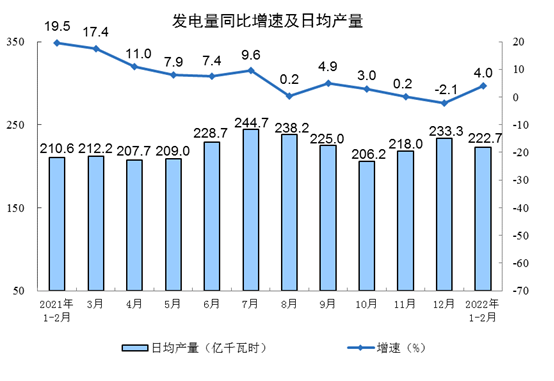 发电量同比增速及日均产量
19.5 17.4 11.0 7.9 7.4 9.6 0.2 4.9 3.0 0.2 -2.1 4.0
350 250 150 50
20 10 0 -10 -20 -30 -40 -50 -60 -70
210.6 212.2 207.7 209.0 228.7 244.7 238.2 225.0 206.2 218.0 233.3 222.7
2021年 3月 4月 5月 6月 7月 8月 9月 10月 11月 12月 2022年
1-2月 1-2月
日均产量（亿千瓦时） 增速（%）